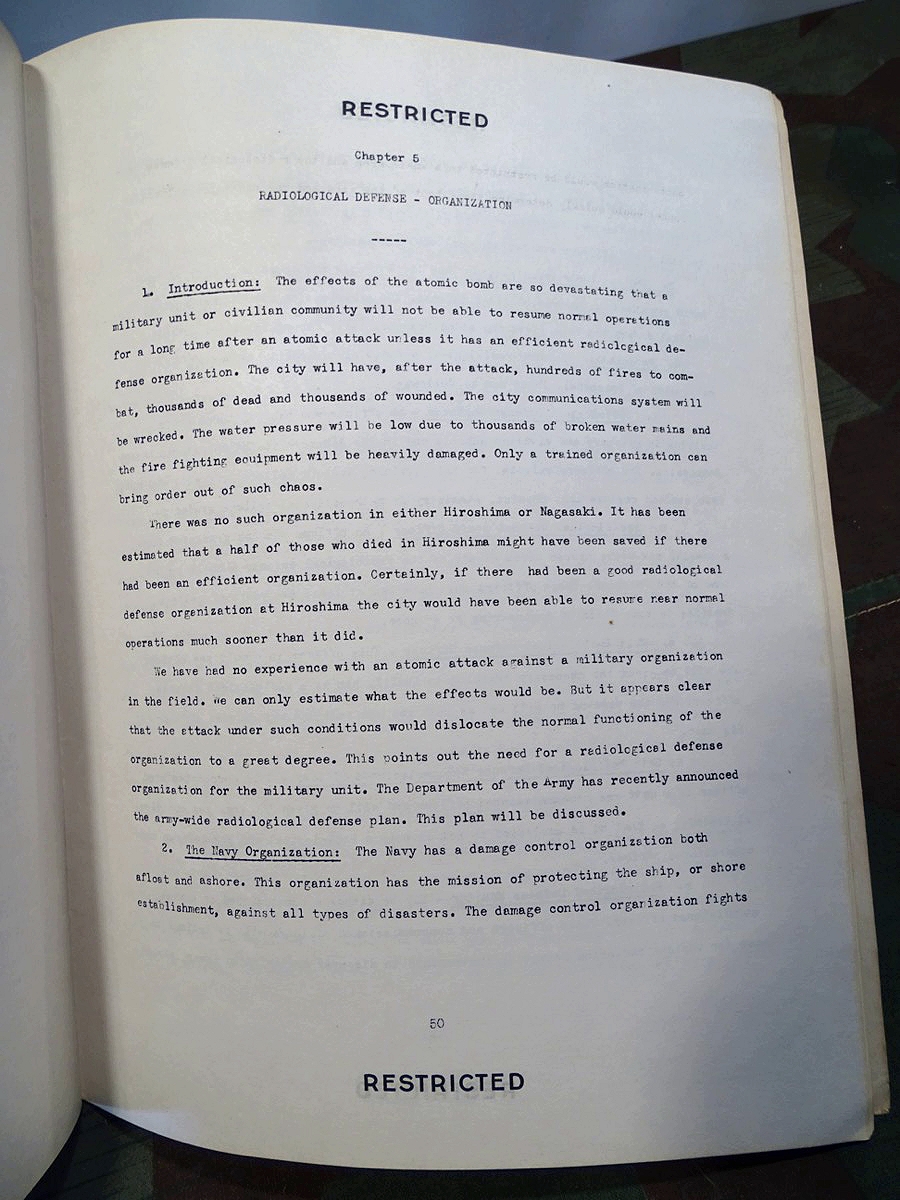 RESTRICTED
Chapter 5
RADIOLOGICAL DEFENSE - ORGANIZATION
-----
1. Introduction: The effects of the atomic bomb are so devastating that a
military unit or civilian community will not be able to resume normal operations
for a long time after an atomic attack unless it has an efficient radiological de-
fense organization. The city will have, after the attack, hundreds of fires to com-
bat, thousands of dead and thousands of wounded. The city communications system will
be wrecked. The water pressure will be low due to thousands of broken water mains and
the fire fighting equipment will be heavily damaged. Only a trained organization can
bring order out of such chaos.
There was no such organization in either Hiroshima or Nagasaki. It has been
estimated that a half of those who died in Hiroshima might have been saved if there
had been an efficient organization. Certainly, if there had been a good radiological
defense organization at Hiroshima the city would have been able to resume near normal
operations much sooner than it did.
We have had no experience with an atomic attack against a military organization
in the field. We can only estimate what the effects would be. But it appears clear
that the attack under such conditions would dislocate the normal functioning of the
organization to a great degree. This points out the need for a radiological defense
organization for the military unit. The Department of the Army has recently announced
the army-wide radiological defense plan. This plan will be discussed.
2. The Navy Organization: The Navy has a damage control organization both
afloat and ashore. This organization has the mission of protecting the ship, or shore
establishment, against all types of disasters. The damage control organization fights
50
RESTRICTED